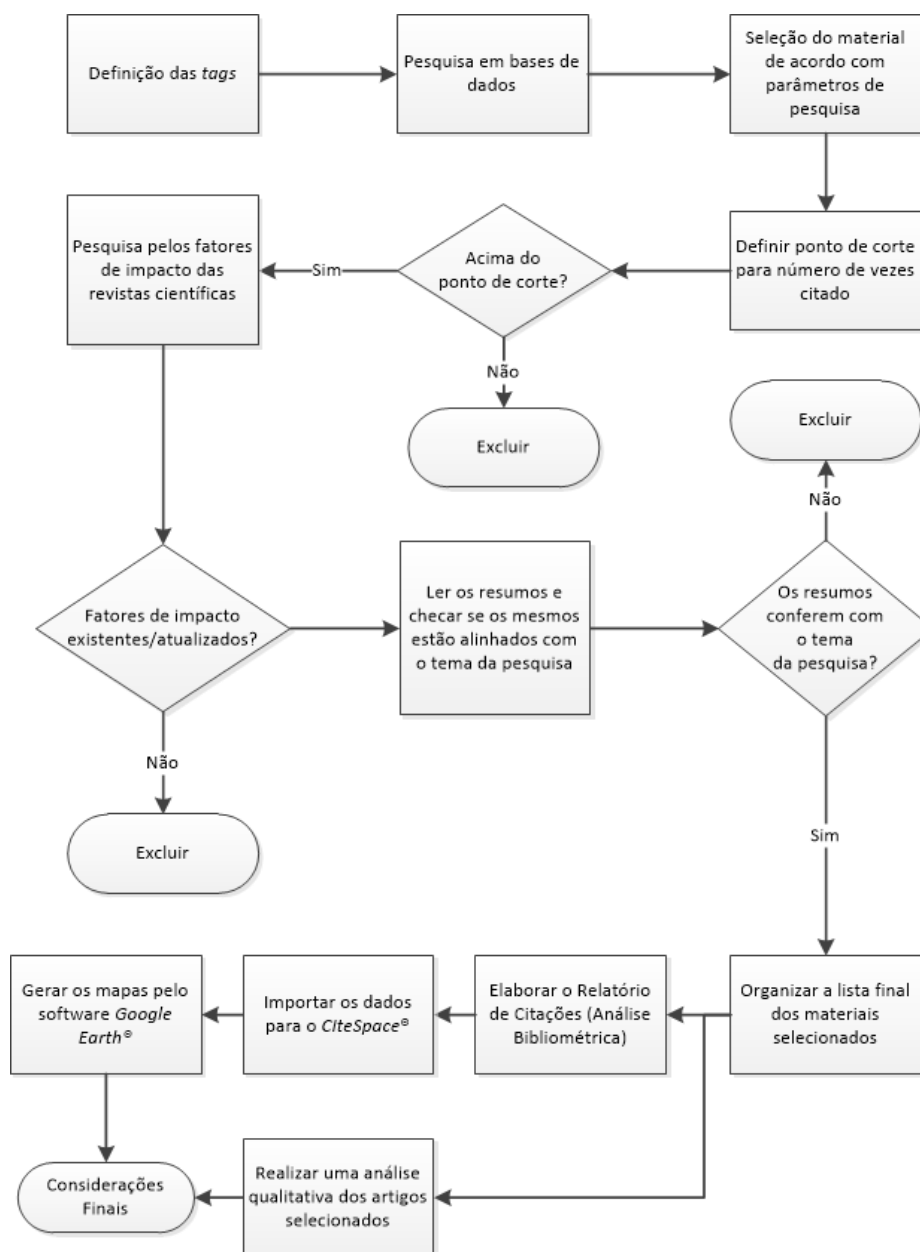 Definição das tags
Pesquisa em bases de
dados
Seleção do material
de acordo com
parâmetros de
pesquisa
Definir ponto de corte
para número de vezes
citado
Acima do
ponto de corte?
Sim
Pesquisa pelos fatores
de impacto das
revistas científicas
Não
Excluir
Fatores de impacto
existentes/atualizados?
Não
Excluir
Ler os resumos e
checar se os mesmos
estão alinhados com
o tema da pesquisa
Os resumos
conferem com
o tema
da pesquisa?
Não
Excluir
Sim
Organizar a lista final
dos materiais
selecionados
Elaborar o Relatório
de Citações (Análise
Bibliométrica)
Importar os dados
para o CiteSpace®
Gerar os mapas pelo
software Google
Earth®
Realizar uma análise
qualitativa dos artigos
selecionados
Considerações
Finais